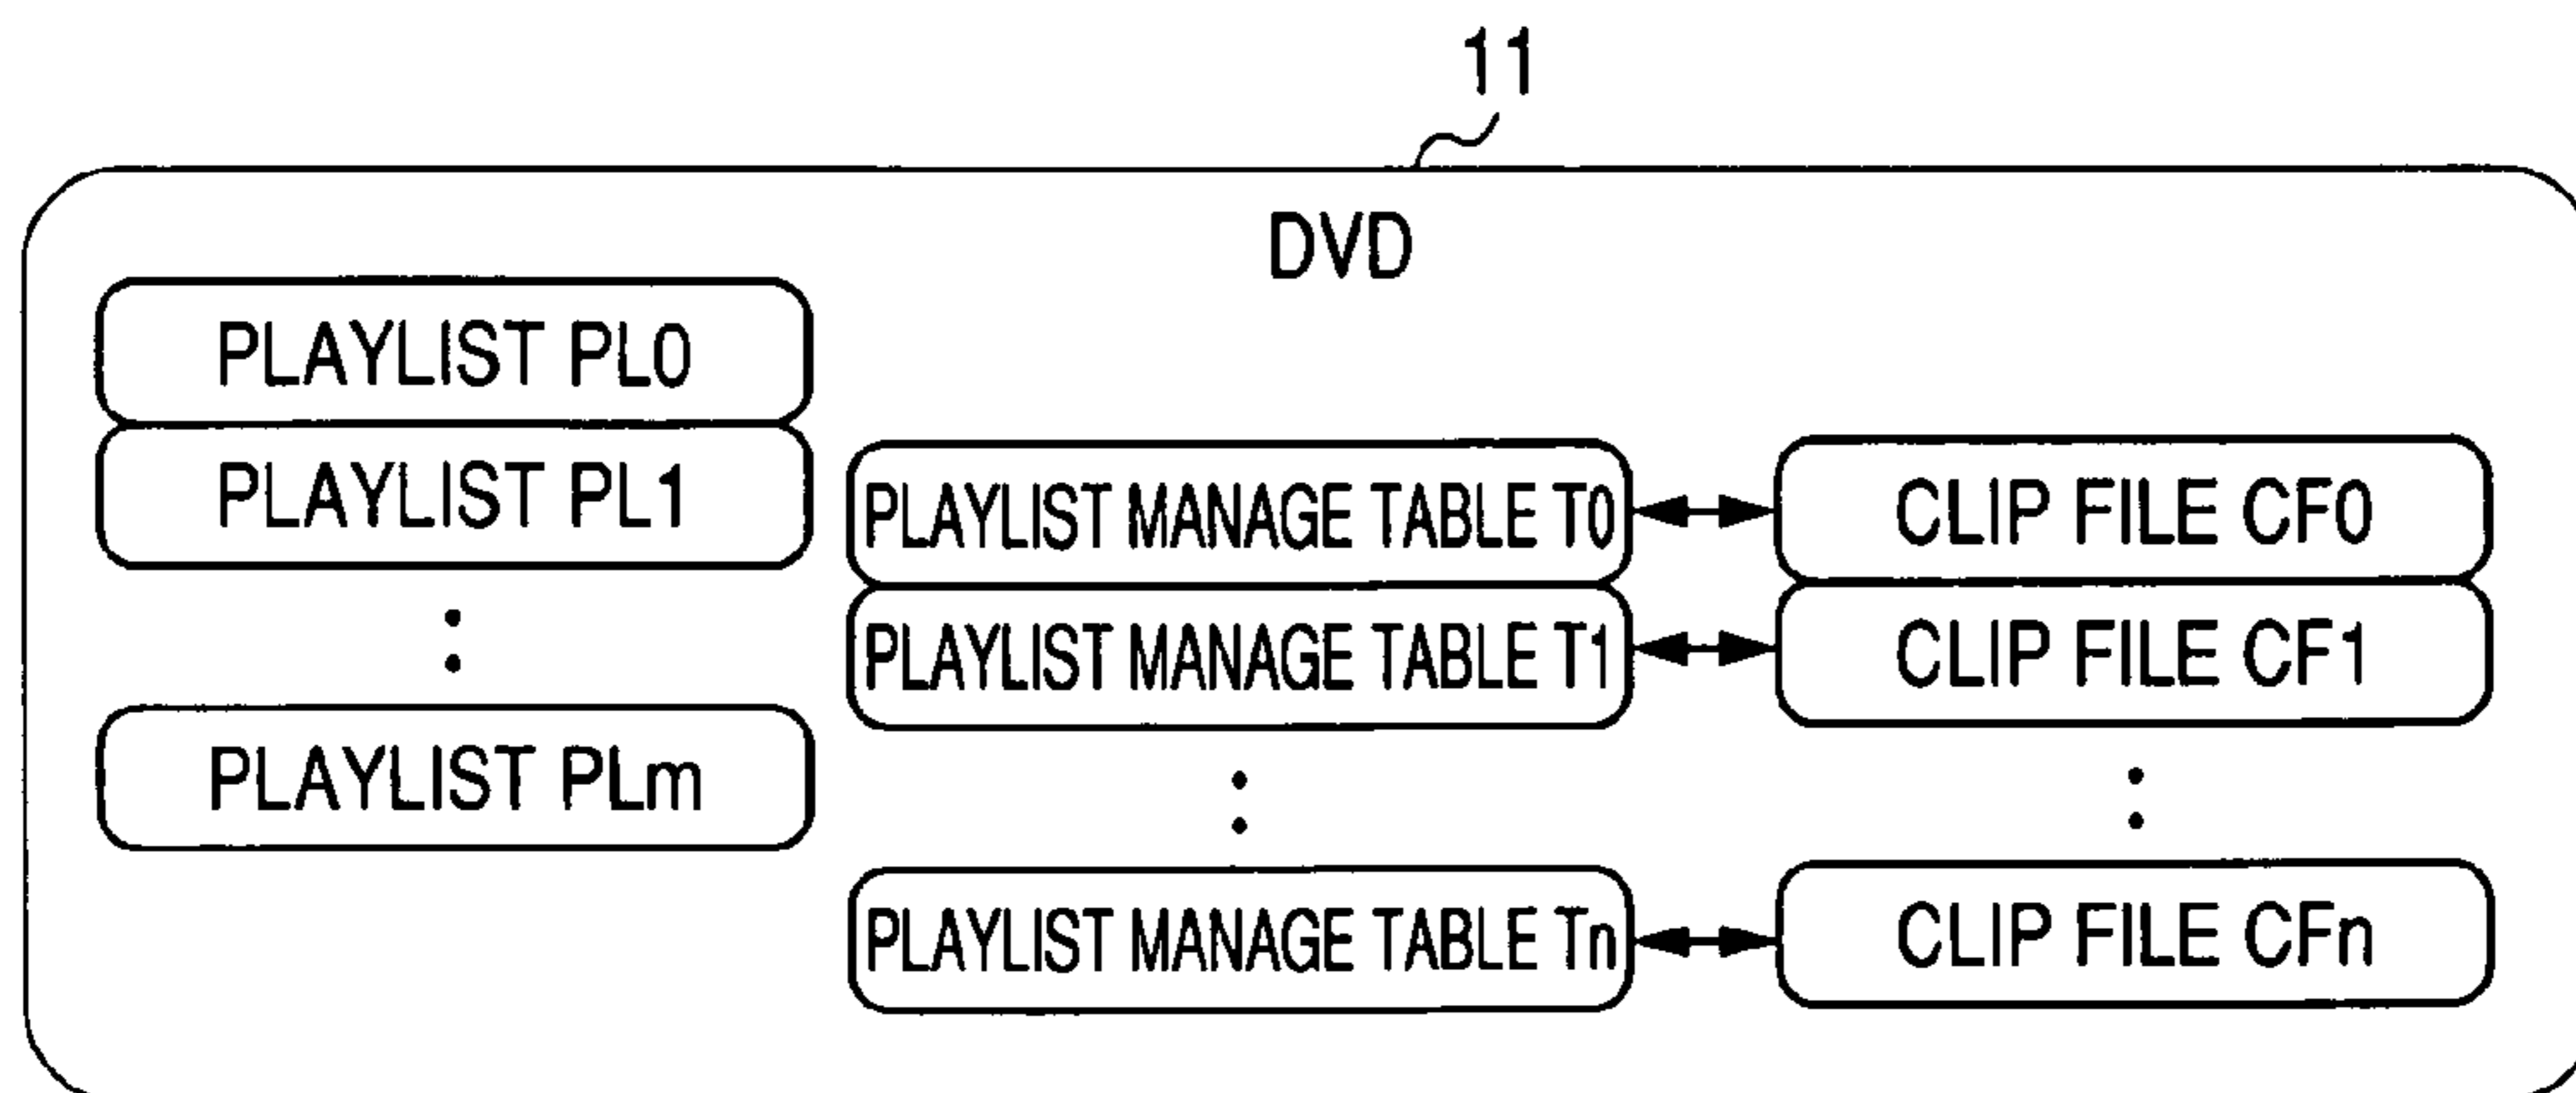 11
DVD
PLAYLIST PL0
PLAYLIST PL1
:
PLAYLIST PLm
PLAYLIST MANAGE TABLE T0
CLIP FILE CF0
PLAYLIST MANAGE TABLE T1
CLIP FILE CF1
:
:
PLAYLIST MANAGE TABLE Tn
CLIP FILE CFn